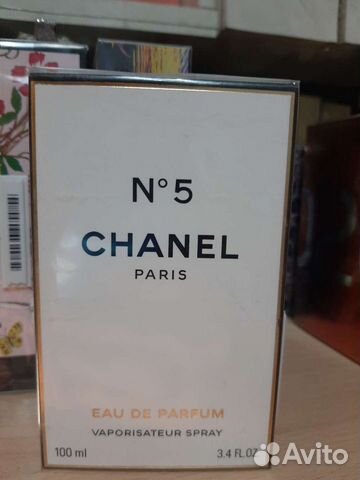 N°5
CHANEL
PARIS
EAU DE PARFUM
VAPORISATEUR SPRAY
100 ml 3.4 FL.OZ
Avito